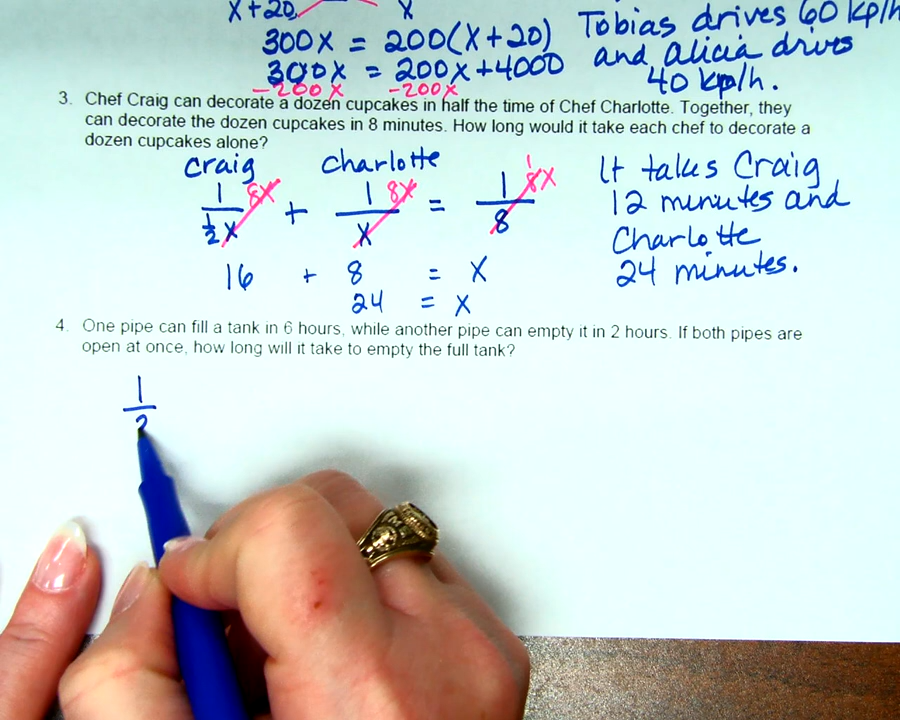 x+20 x
300x = 200(x+20) Tobias drives 60 kp/h
300x = 200x+4000 and alicia drives
-200x -200x 40 kp/h.
3. Chef Craig can decorate a dozen cupcakes in half the time of Chef Charlotte. Together, they
can decorate the dozen cupcakes in 8 minutes. How long would it take each chef to decorate a
dozen cupcakes alone?
craig charlotte It takes Craig
1/(1/2 x) 8x + 1/x 8x = 1/8 8x 1 12 minutes and
Charlotte
16 + 8 = x 24 minutes.
24 = x
4. One pipe can fill a tank in 6 hours, while another pipe can empty it in 2 hours. If both pipes are
open at once, how long will it take to empty the full tank?
1/2